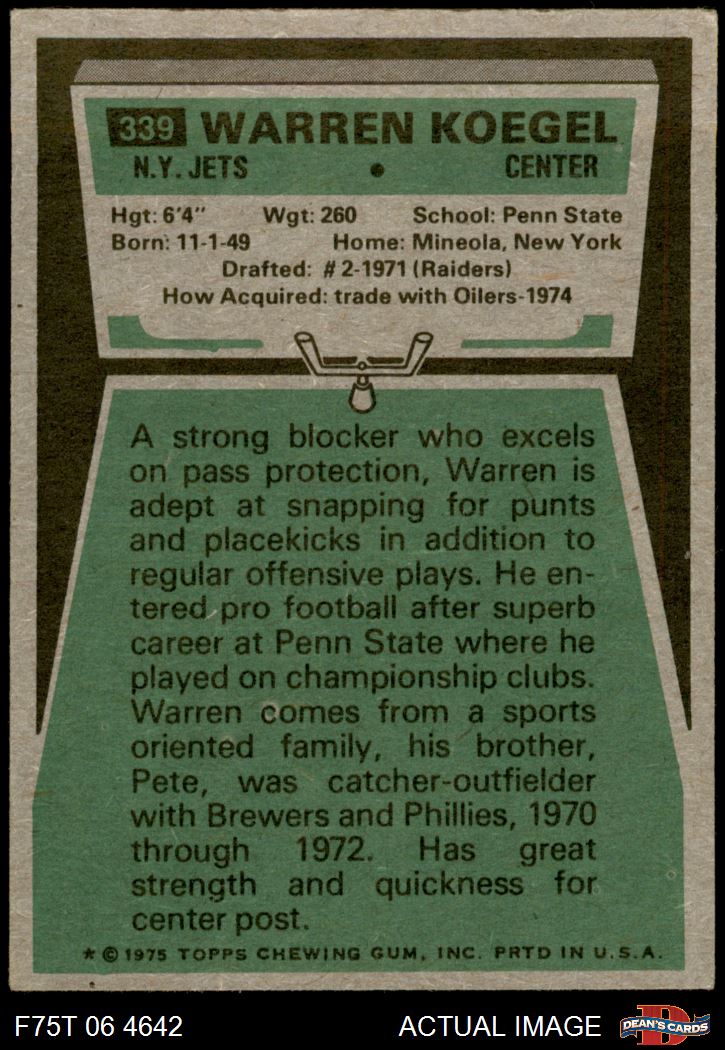 339 WARREN KOEGEL
N.Y. JETS • CENTER
Hgt: 6'4" Wgt: 260 School: Penn State
Born: 11-1-49 Home: Mineola, New York
Drafted: #2-1971 (Raiders)
How Acquired: trade with Oilers-1974
A strong blocker who excels
on pass protection, Warren is
adept at snapping for punts
and placekicks in addition to
regular offensive plays. He en-
tered pro football after superb
career at Penn State where he
played on championship clubs.
Warren comes from a sports
oriented family, his brother,
Pete, was catcher-outfielder
with Brewers and Phillies, 1970
through 1972. Has great
strength and quickness for
center post.
* © 1975 TOPPS CHEWING GUM, INC. PRTD IN U.S.A.
F75T 06 4642 ACTUAL IMAGE D DEAN'S CARDS